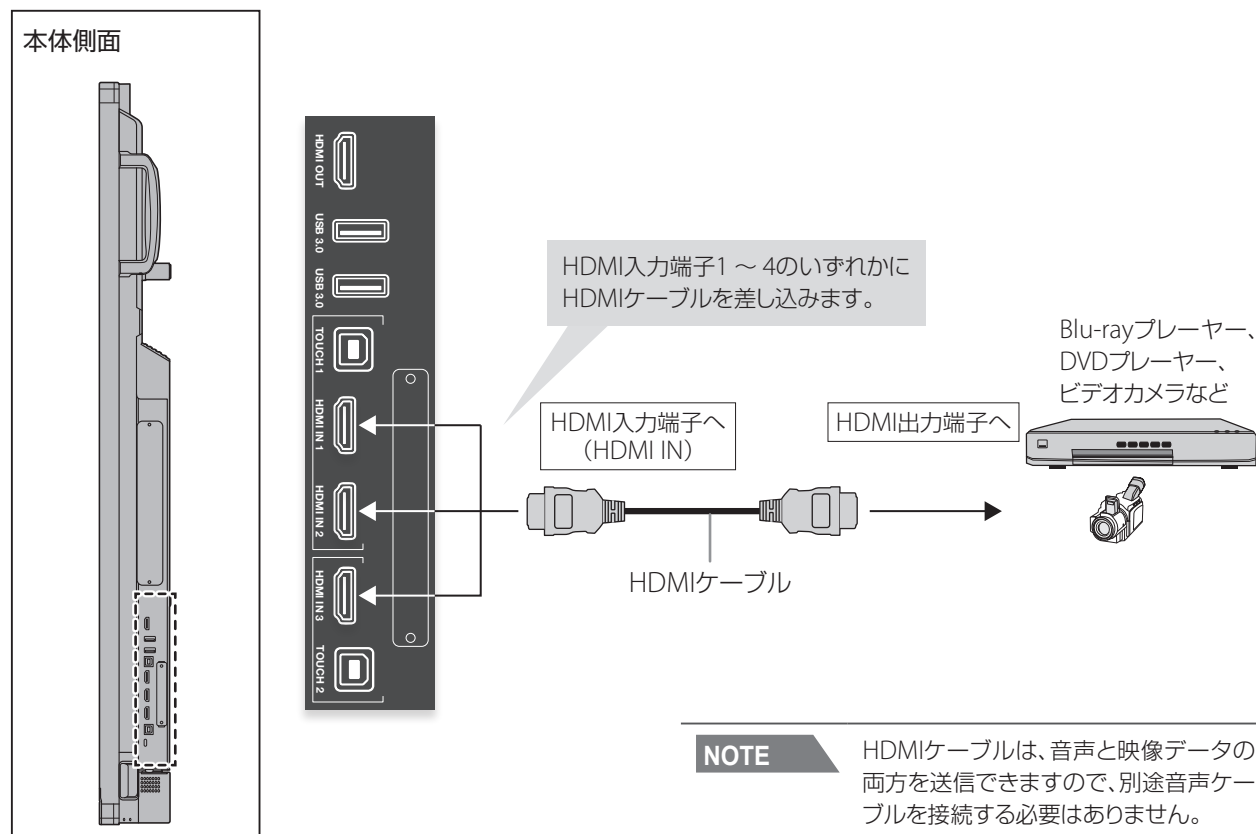 本体側面
HDMI OUT
USB 3.0
USB 3.0
TOUCH 1
HDMI IN 1
HDMI IN 2
HDMI IN 3
TOUCH 2
HDMI入力端子1 ～ 4のいずれかに
HDMIケーブルを差し込みます。
HDMI入力端子へ
（HDMI IN）
HDMIケーブル
HDMI出力端子へ
Blu-rayプレーヤー、
DVDプレーヤー、
ビデオカメラなど
NOTE
HDMIケーブルは、音声と映像データの
両方を送信できますので、別途音声ケー
ブルを接続する必要はありません。